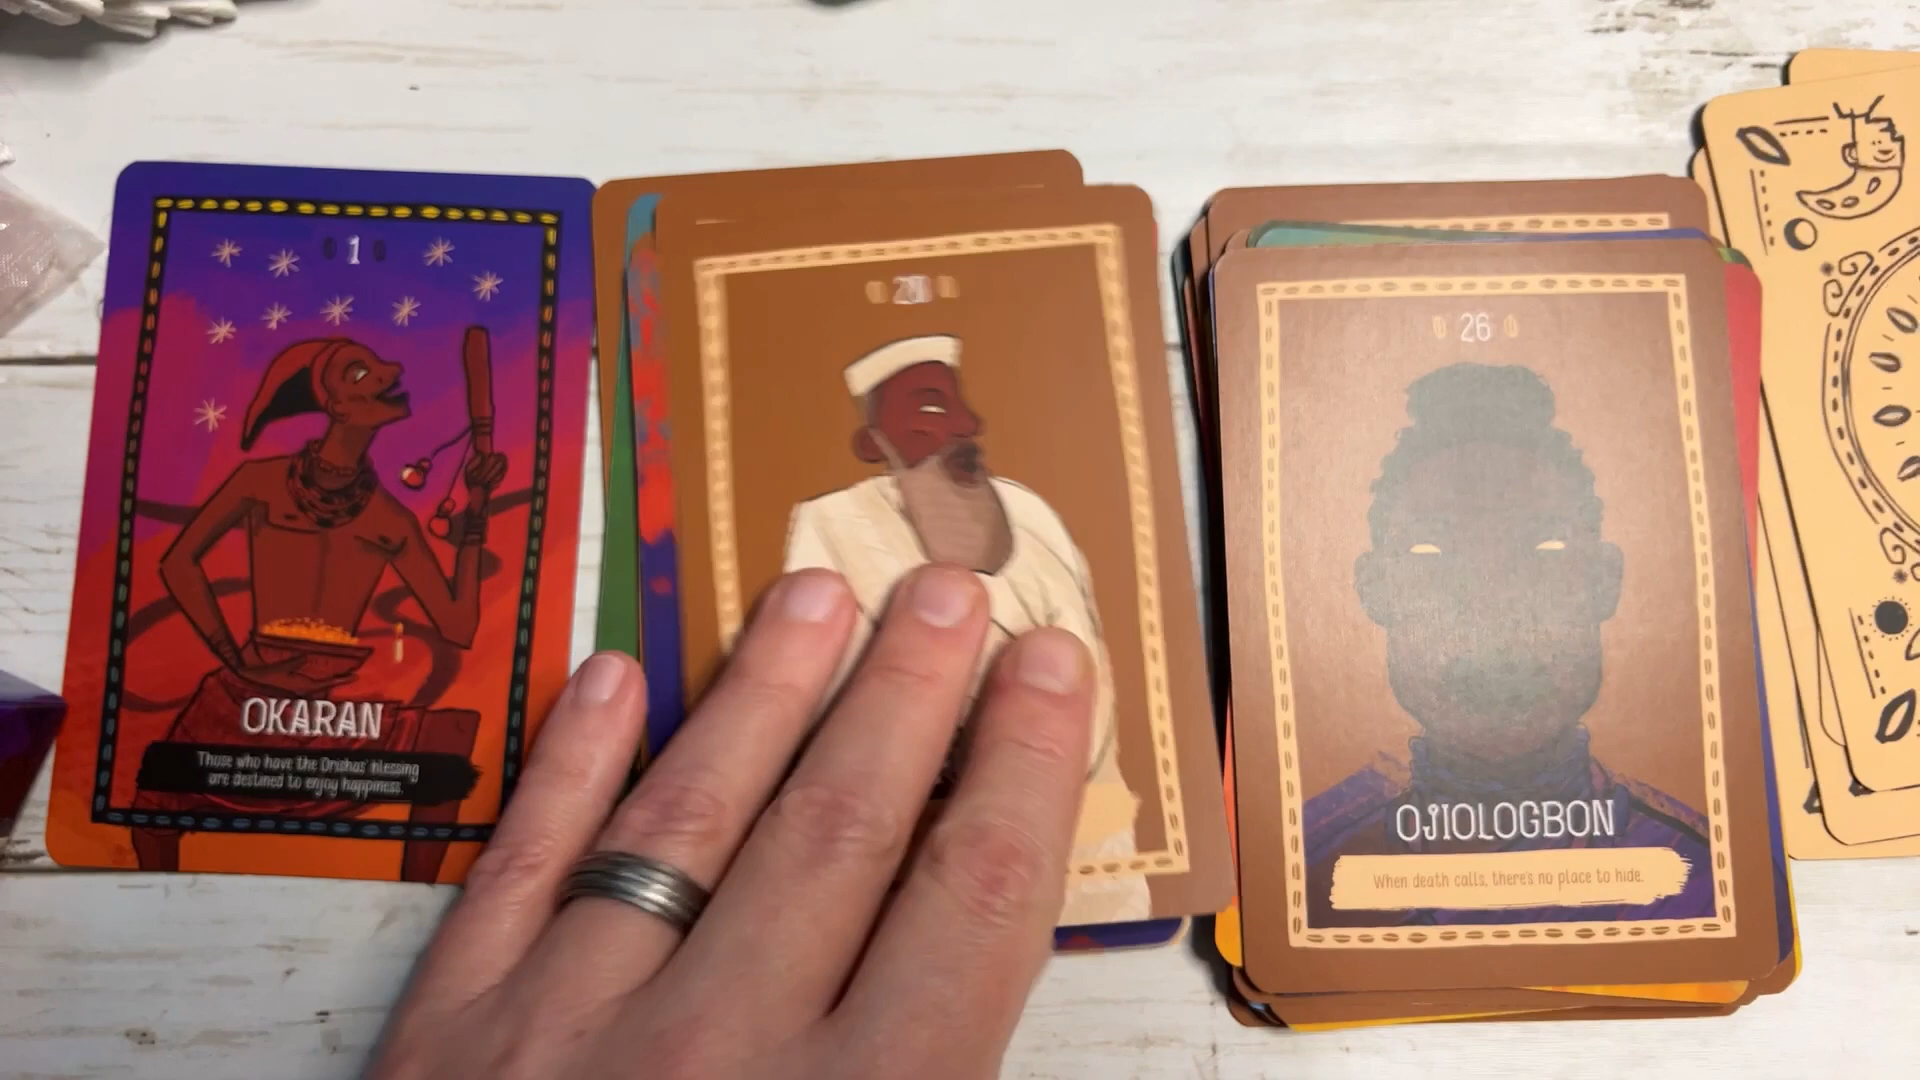 1
OKARAN
Those who have the Orishas' blessing
are destined to enjoy happiness.
26
OJIOLOGBON
When death calls, there's no place to hide.